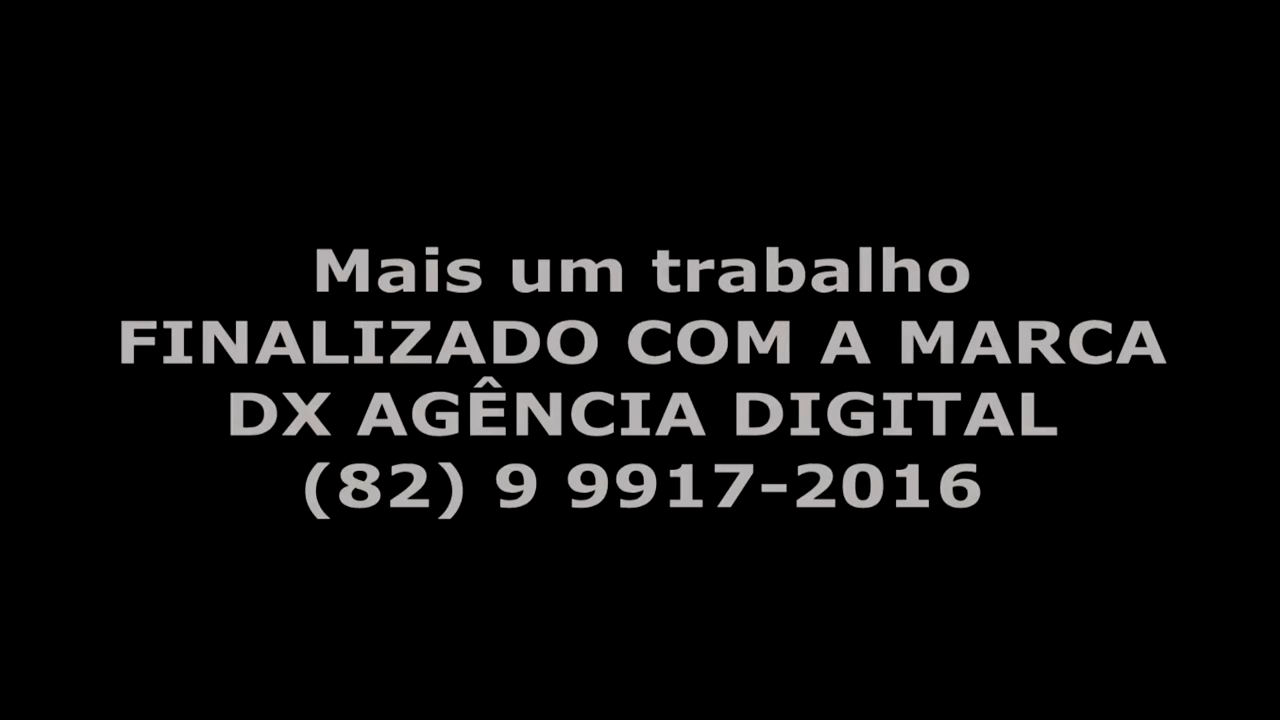 Mais um trabalho
FINALIZADO COM A MARCA
DX AGÊNCIA DIGITAL
(82) 9 9917-2016